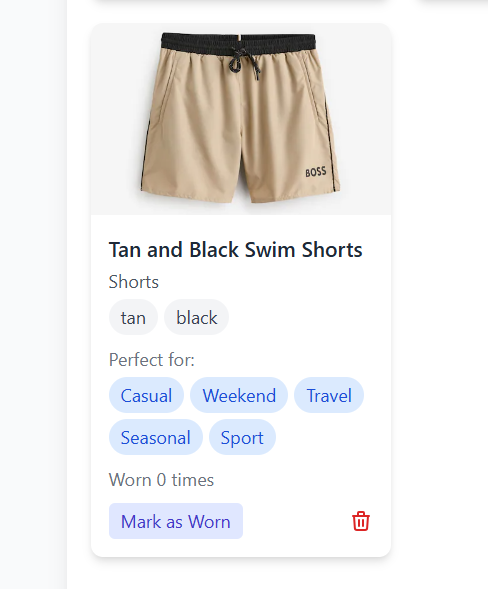 BOSS
Tan and Black Swim Shorts
Shorts
tan black
Perfect for:
Casual Weekend Travel
Seasonal Sport
Worn 0 times
Mark as Worn